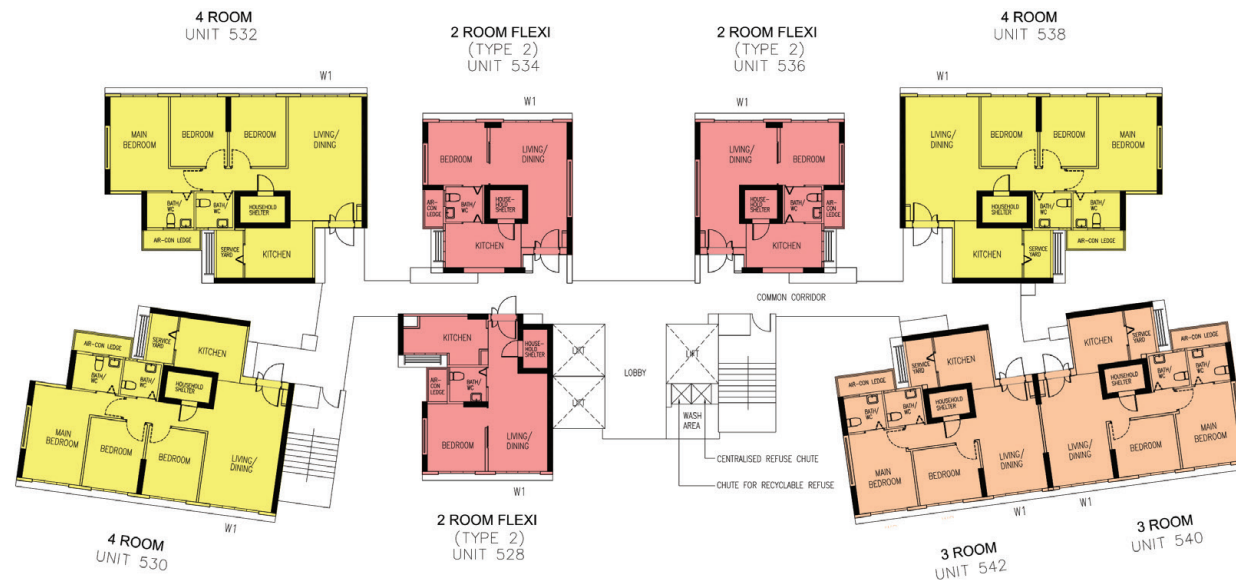 4 ROOM
UNIT 532
2 ROOM FLEXI
(TYPE 2)
UNIT 534
2 ROOM FLEXI
(TYPE 2)
UNIT 536
4 ROOM
UNIT 538
W1
MAIN
BEDROOM
BEDROOM
BEDROOM
LIVING/
DINING
BATH/
WC
BATH/
WC
HOUSEHOLD
SHELTER
AIR-CON LEDGE
SERVICE
YARD
KITCHEN
W1
BEDROOM
LIVING/
DINING
AIR-
CON
LEDGE
BATH/
WC
HOUSE-
HOLD
SHELTER
KITCHEN
W1
LIVING/
DINING
BEDROOM
HOUSE-
HOLD
SHELTER
BATH/
WC
AIR-
CON
LEDGE
KITCHEN
W1
LIVING/
DINING
BEDROOM
BEDROOM
MAIN
BEDROOM
HOUSEHOLD
SHELTER
BATH/
WC
BATH/
WC
AIR-CON LEDGE
KITCHEN
SERVICE
YARD
COMMON CORRIDOR
AIR-CON LEDGE
SERVICE
YARD
KITCHEN
BATH/
WC
BATH/
WC
HOUSEHOLD
SHELTER
MAIN
BEDROOM
BEDROOM
BEDROOM
LIVING/
DINING
W1
4 ROOM
UNIT 530
KITCHEN
HOUSE-
HOLD
SHELTER
AIR-
CON
LEDGE
BATH/
WC
BEDROOM
LIVING/
DINING
W1
2 ROOM FLEXI
(TYPE 2)
UNIT 528
LIFT
LIFT
LOBBY
LIFT
WASH
AREA
CENTRALISED REFUSE CHUTE
CHUTE FOR RECYCLABLE REFUSE
AIR-CON LEDGE
SERVICE
YARD
KITCHEN
BATH/
WC
BATH/
WC
HOUSEHOLD
SHELTER
MAIN
BEDROOM
BEDROOM
LIVING/
DINING
W1
3 ROOM
UNIT 542
KITCHEN
SERVICE
YARD
AIR-CON LEDGE
HOUSEHOLD
SHELTER
BATH/
WC
BATH/
WC
LIVING/
DINING
BEDROOM
MAIN
BEDROOM
W1
3 ROOM
UNIT 540